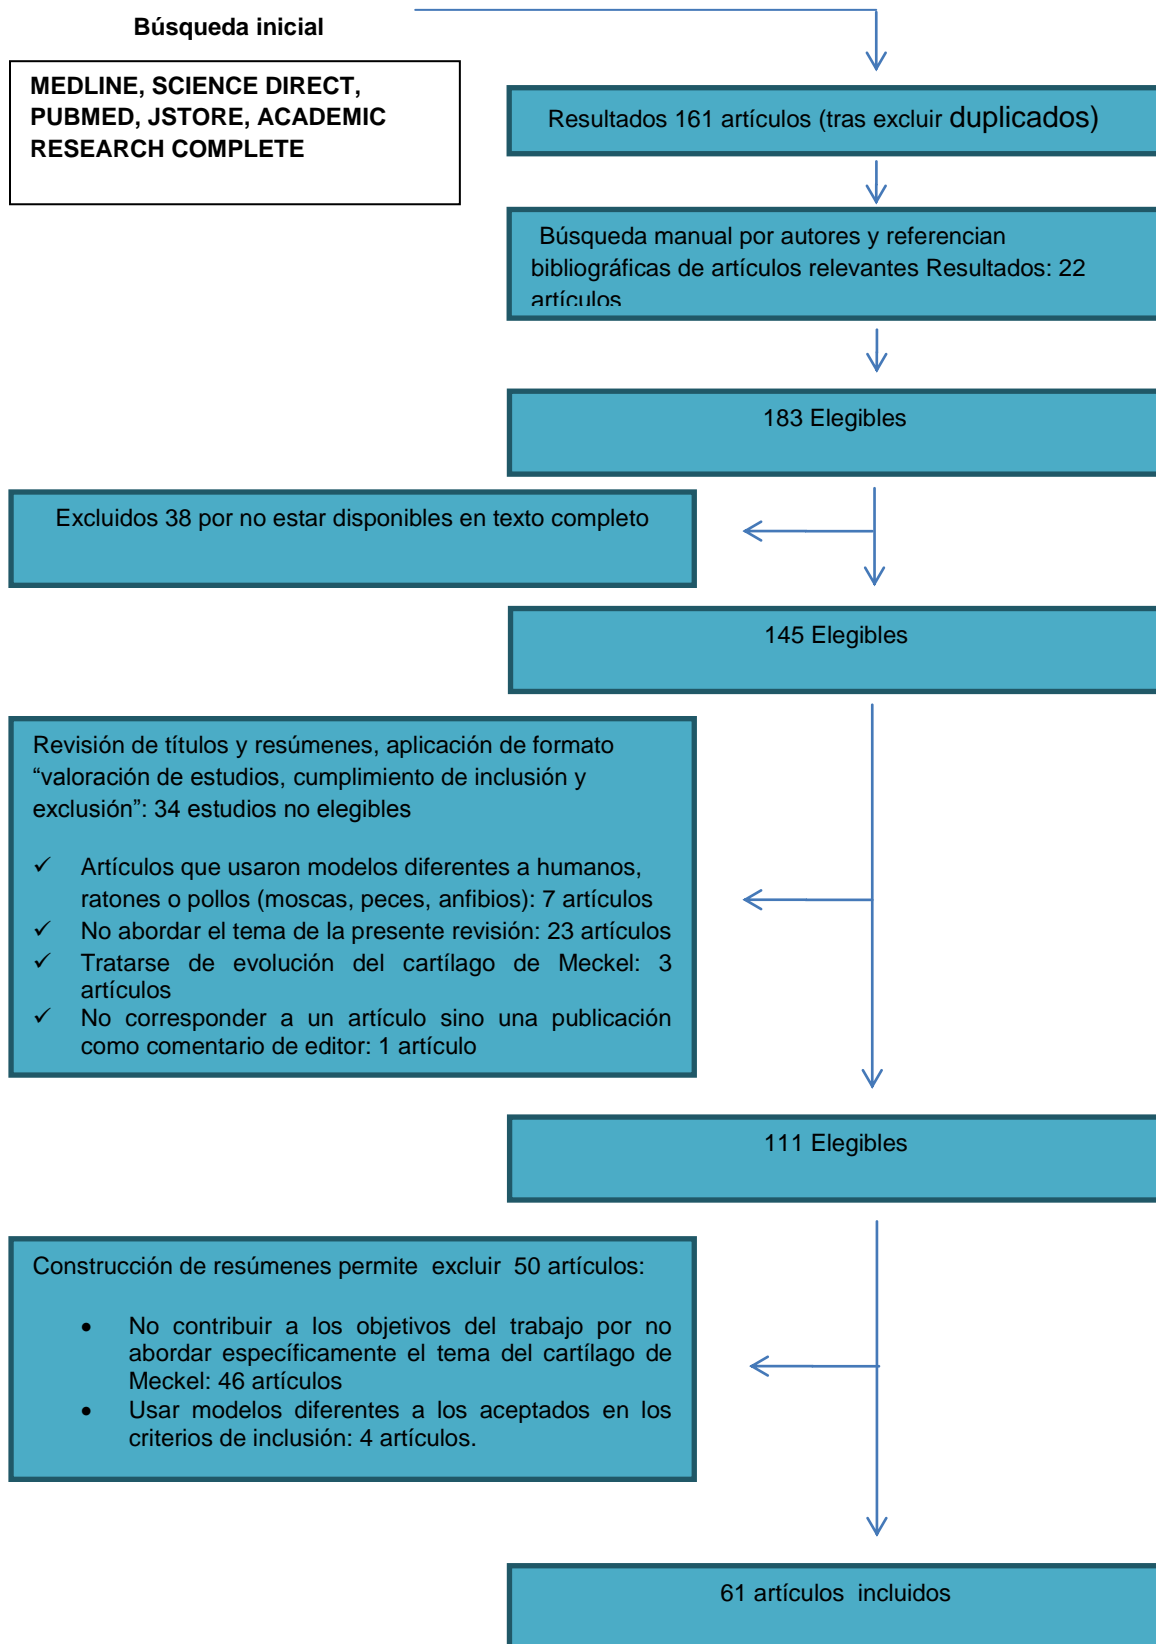 Búsqueda inicial
MEDLINE, SCIENCE DIRECT,
PUBMED, JSTORE, ACADEMIC
RESEARCH COMPLETE
Resultados 161 artículos (tras excluir duplicados)
Búsqueda manual por autores y referencian
bibliográficas de artículos relevantes Resultados: 22
artículos
183 Elegibles
Excluidos 38 por no estar disponibles en texto completo
145 Elegibles
Revisión de títulos y resúmenes, aplicación de formato
“valoración de estudios, cumplimiento de inclusión y
exclusión”: 34 estudios no elegibles
✓ Artículos que usaron modelos diferentes a humanos,
ratones o pollos (moscas, peces, anfibios): 7 artículos
✓ No abordar el tema de la presente revisión: 23 artículos
✓ Tratarse de evolución del cartílago de Meckel: 3
artículos
✓ No corresponder a un artículo sino una publicación
como comentario de editor: 1 artículo
111 Elegibles
Construcción de resúmenes permite excluir 50 artículos:
• No contribuir a los objetivos del trabajo por no
abordar específicamente el tema del cartílago de
Meckel: 46 artículos
• Usar modelos diferentes a los aceptados en los
criterios de inclusión: 4 artículos.
61 artículos incluidos